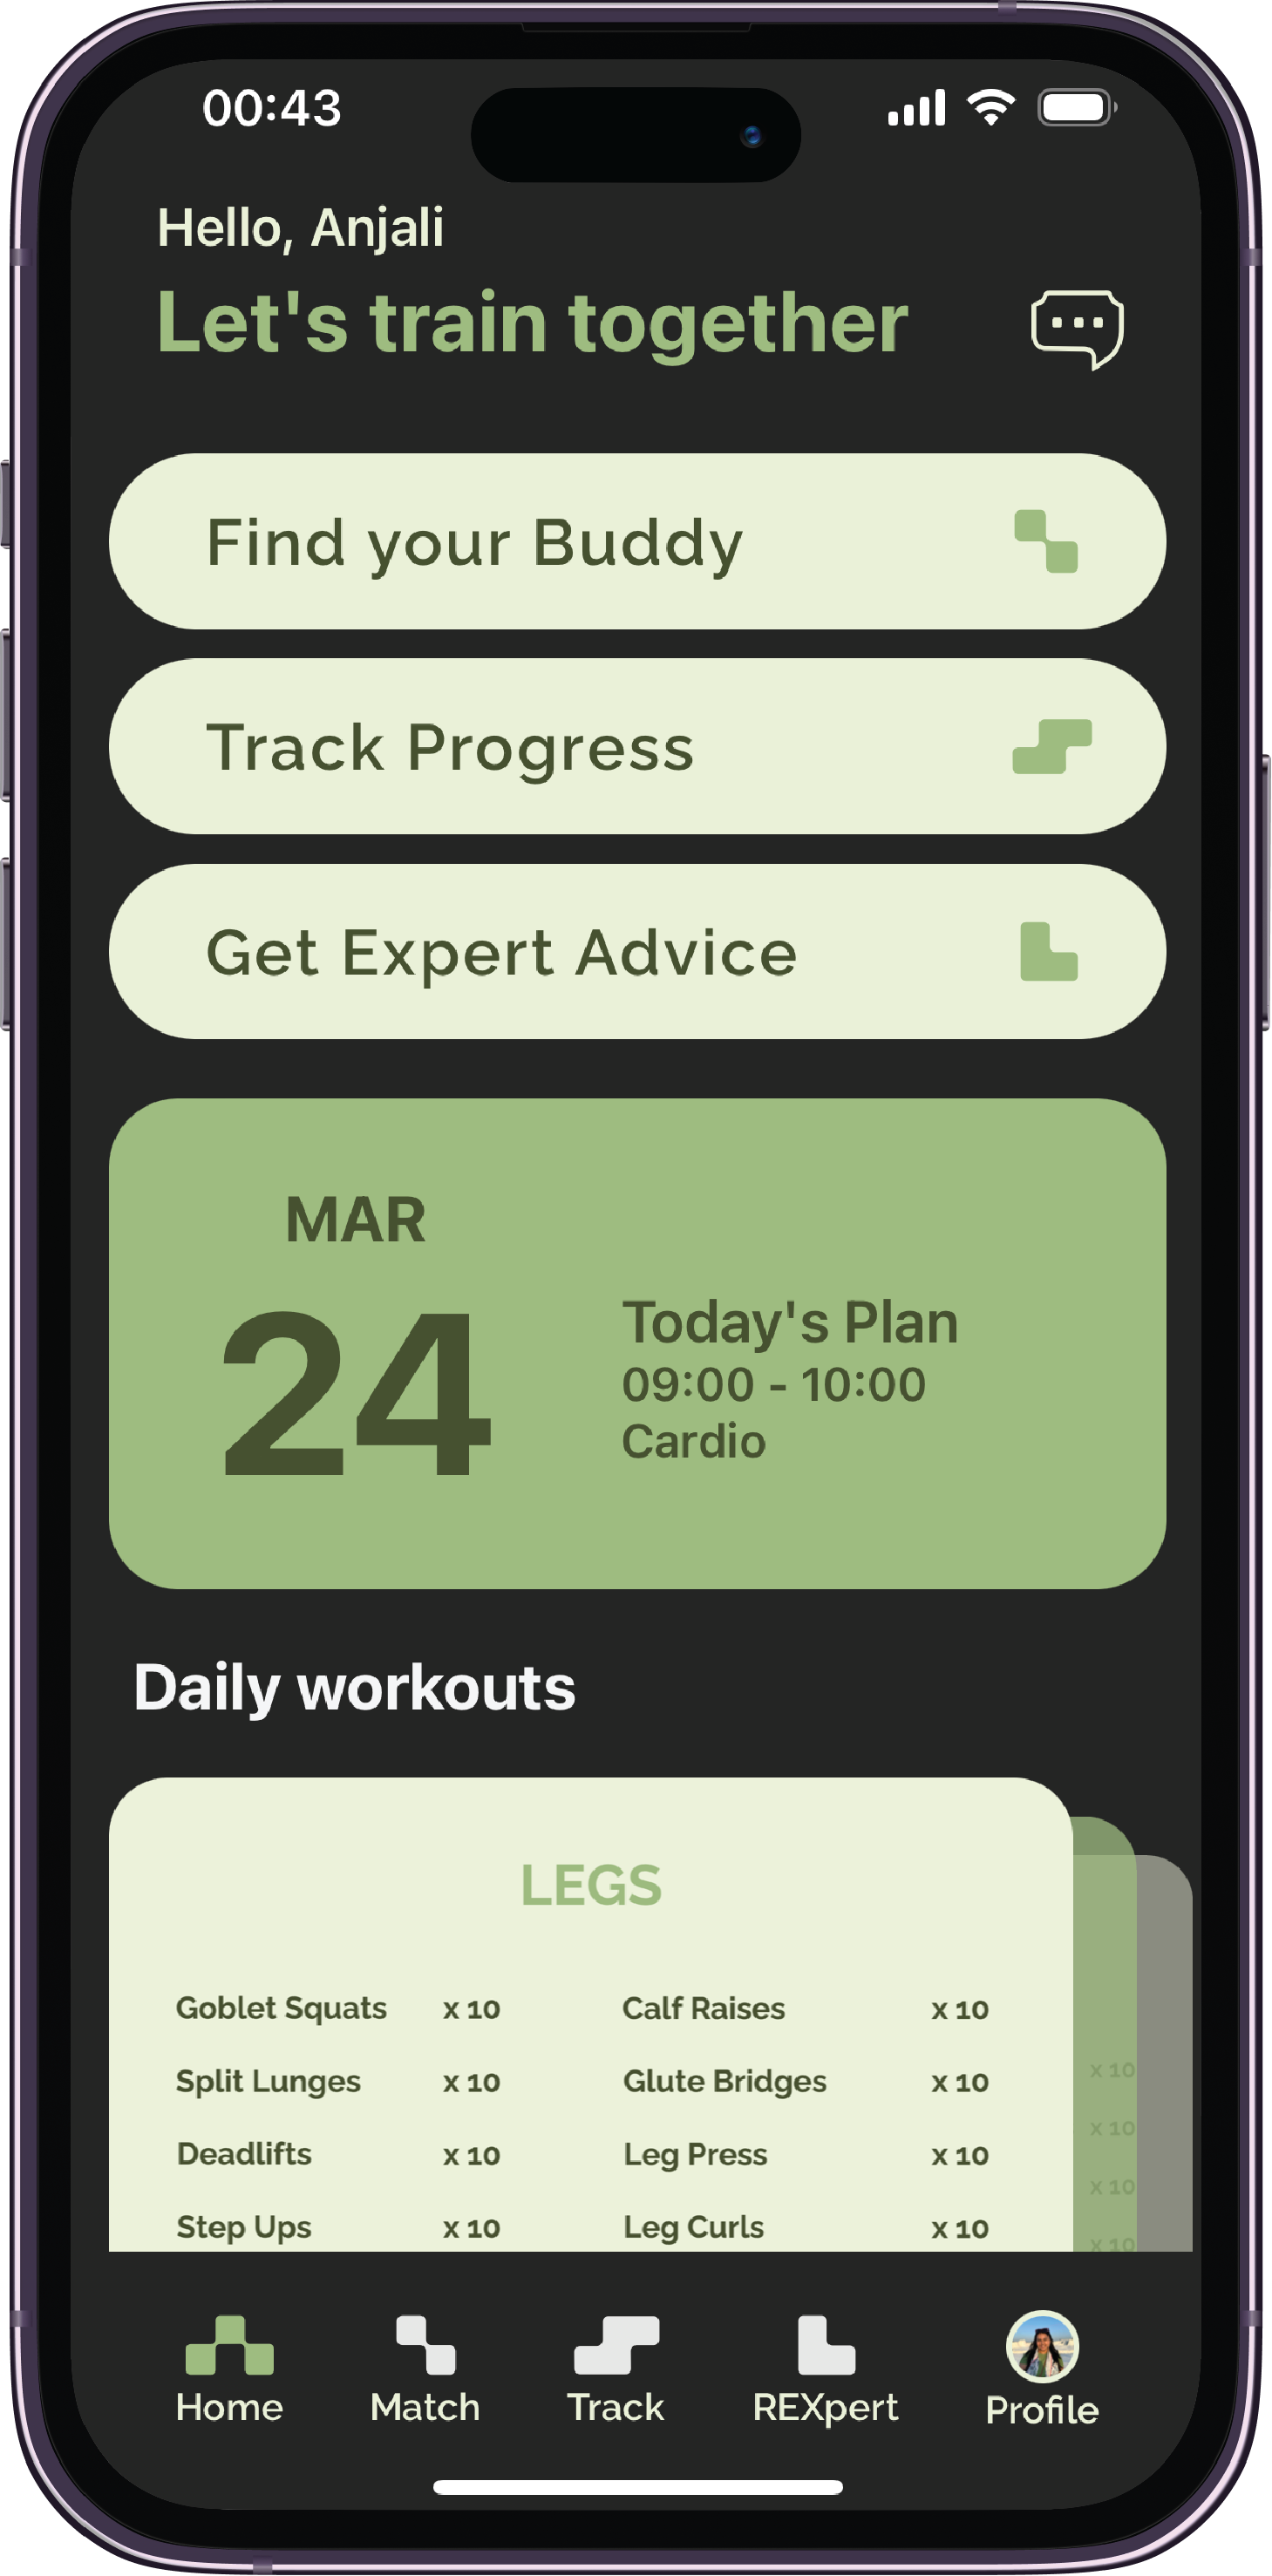 00:43
Hello, Anjali
Let's train together
Find your Buddy
Track Progress
Get Expert Advice
MAR
24
Today's Plan
09:00 - 10:00
Cardio
Daily workouts
LEGS
Goblet Squats x 10 Calf Raises x 10
Split Lunges x 10 Glute Bridges x 10
Deadlifts x 10 Leg Press x 10
Step Ups x 10 Leg Curls x 10
x 10
x 10
x 10
x 10
Home Match Track REXpert Profile